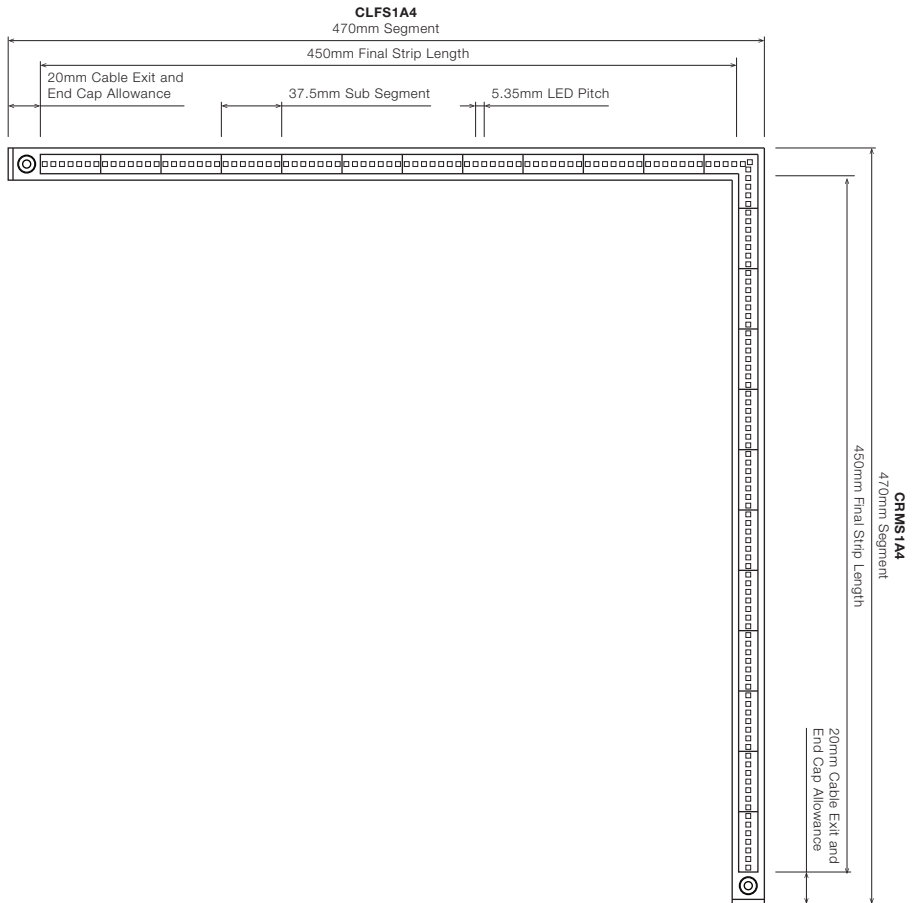 CLFS1A4
470mm Segment
450mm Final Strip Length
20mm Cable Exit and
End Cap Allowance
37.5mm Sub Segment
5.35mm LED Pitch
CRMS1A4
470mm Segment
450mm Final Strip Length
20mm Cable Exit and
End Cap Allowance